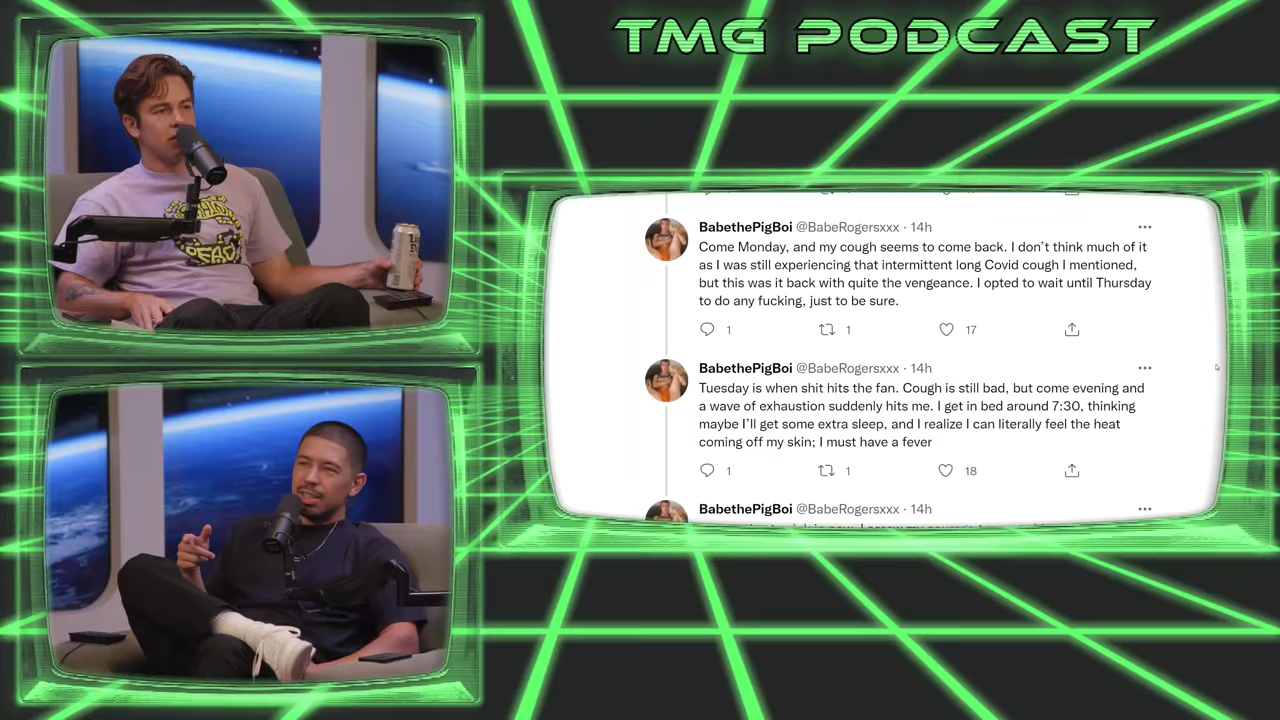 TMG PODCAST
BabethePigBoi @BabeRogersxxx · 14h
Come Monday, and my cough seems to come back. I don't think much of it
as I was still experiencing that intermittent long Covid cough I mentioned,
but this was it back with quite the vengeance. I opted to wait until Thursday
to do any fucking, just to be sure.
1 1 17
BabethePigBoi @BabeRogersxxx · 14h
Tuesday is when shit hits the fan. Cough is still bad, but come evening and
a wave of exhaustion suddenly hits me. I get in bed around 7:30, thinking
maybe I'll get some extra sleep, and I realize I can literally feel the heat
coming off my skin; I must have a fever
1 1 18
BabethePigBoi @BabeRogersxxx · 14h